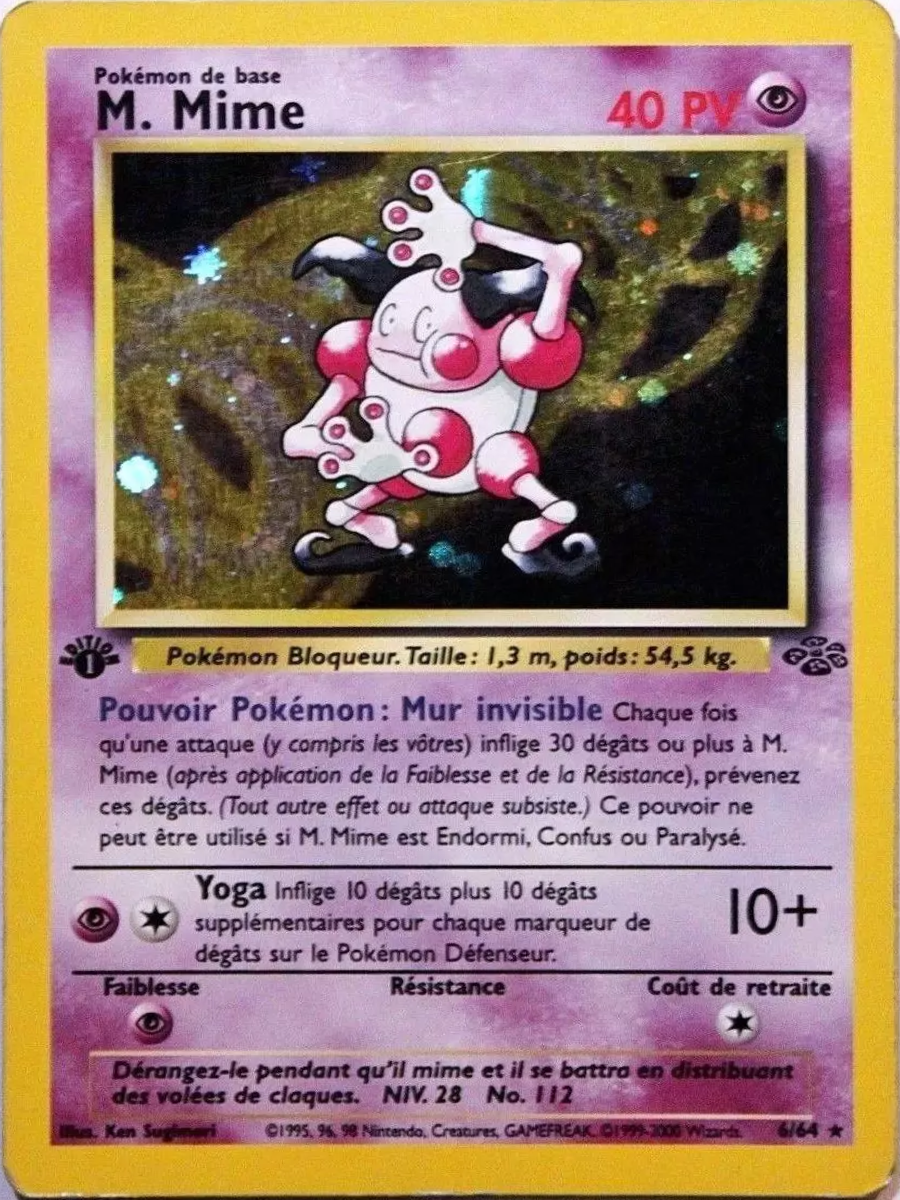 Pokémon de base
M. Mime
40 PV
EDITION
1
Pokémon Bloqueur. Taille: 1,3 m, poids: 54,5 kg.
Pouvoir Pokémon: Mur invisible Chaque fois
qu'une attaque (y compris les vôtres) inflige 30 dégâts ou plus à M.
Mime (après application de la Faiblesse et de la Résistance), prévenez
ces dégâts. (Tout autre effet ou attaque subsiste.) Ce pouvoir ne
peut être utilisé si M. Mime est Endormi, Confus ou Paralysé.
Yoga Inflige 10 dégâts plus 10 dégâts
supplémentaires pour chaque marqueur de
dégâts sur le Pokémon Défenseur.
10+
Faiblesse
Résistance
Coût de retraite
Dérangez-le pendant qu'il mime et il se battra en distribuant
des volées de claques. NIV. 28 No. 112
Illus. Ken Sugimori ©1995, 96, 98 Nintendo, Creatures, GAMEFREAK. ©1999-2000 Wizards. 6/64 ★